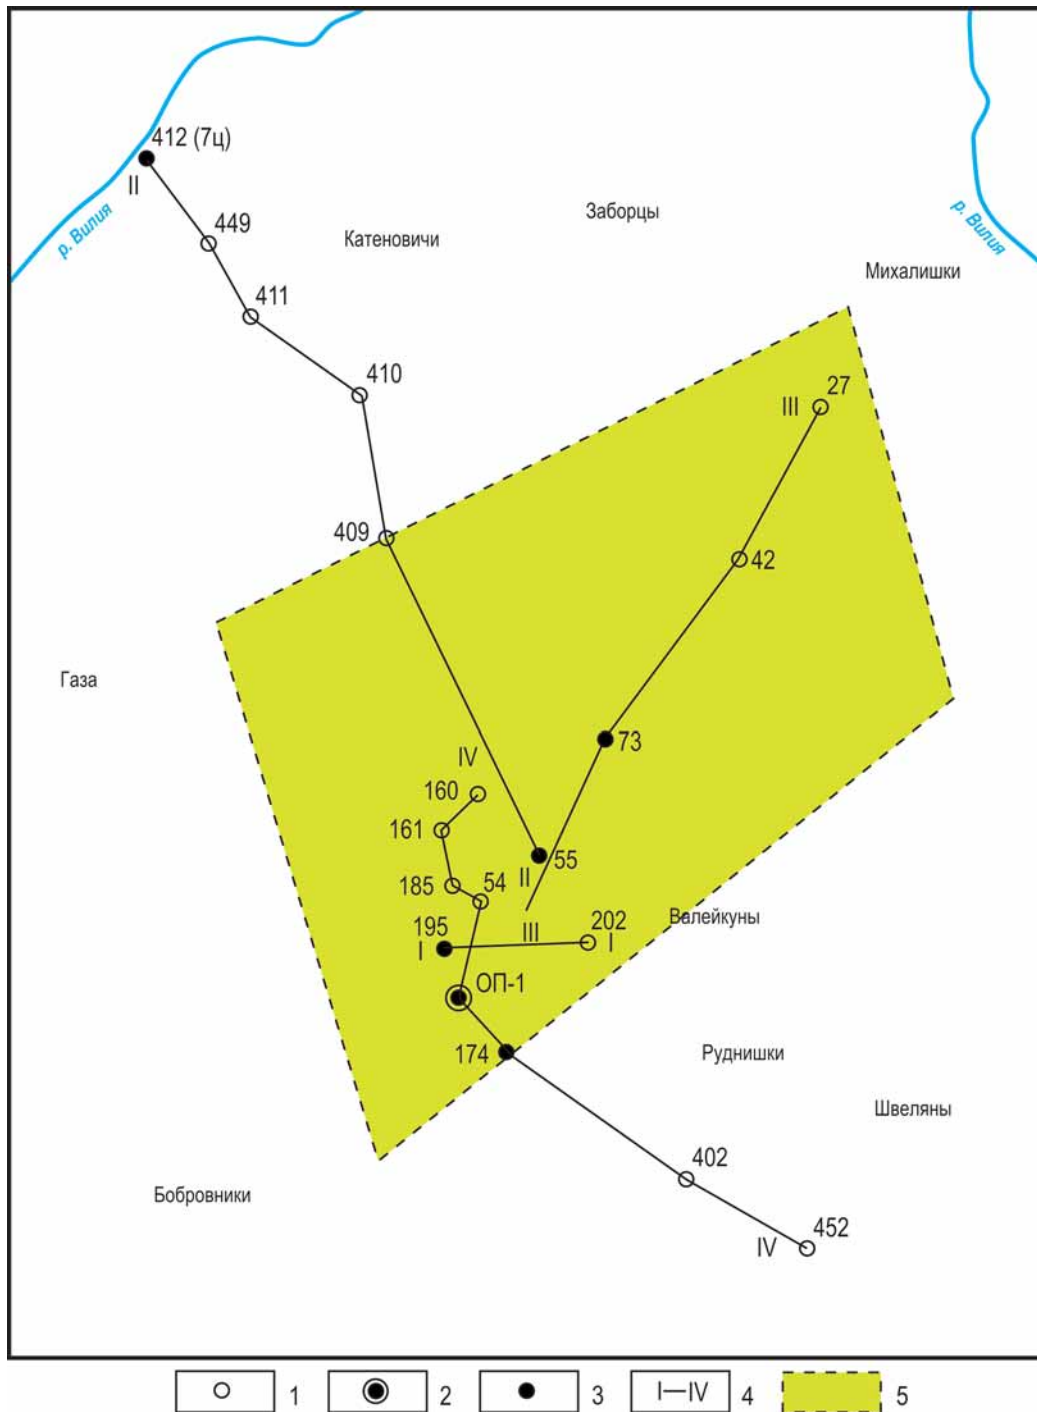 412 (7ц)
II
р. Вилия
449
Катеновичи
Заборцы
р. Вилия
Михалишки
411
410
27
III
409
42
Газа
73
IV
160
161
55
II
185
54
Валейкуны
195
202
I
III
I
ОП-1
174
Руднишки
Швеляны
402
Бобровники
452
IV
1
2
3
I—IV
4
5